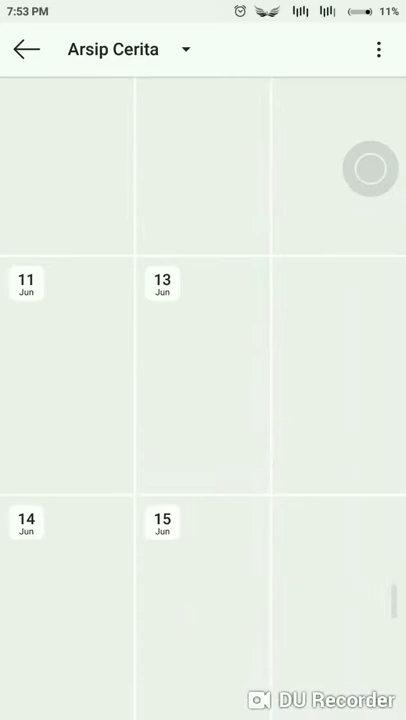 7:53 PM 11%
Arsip Cerita
11 13
Jun Jun
14 15
Jun Jun
DU Recorder